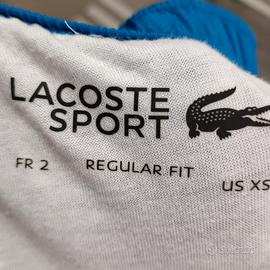 LACOSTE
SPORT
FR 2 REGULAR FIT US XS